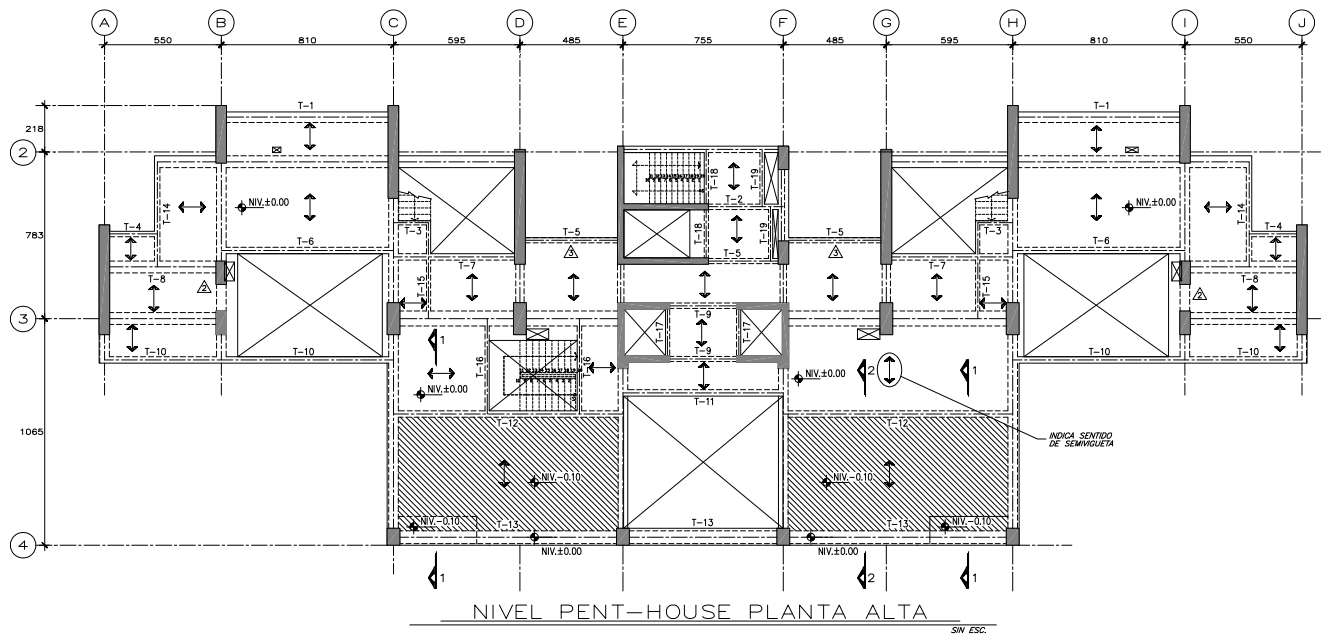 A B C D E F G H I J
550 810 595 485 755 485 595 810 550
T-1 T-1
218
2
T-18 T-19
T-2
NIV.±0.00 NIV.±0.00
T-14 T-14
T-4 T-3 T-5 T-18 T-19 T-5 T-3 T-4
783
T-6 T-5 T-6
3 3
T-8 T-7 T-7 T-8
2 T-15 T-15 2
3
T-9
T-17 T-17
1 T-9
T-10 T-10 T-16 T-16 T-10 T-10
2 1
NIV.±0.00 NIV.±0.00
T-11
T-12 T-12
1065
INDICA SENTIDO
DE SEMIVIGUETA
NIV.-0.10 NIV.-0.10
NIV.-0.10 T-13 T-13 T-13 NIV.-0.10
4
NIV.±0.00 NIV.±0.00
1 2 1
NIVEL PENT-HOUSE PLANTA ALTA
SIN ESC.